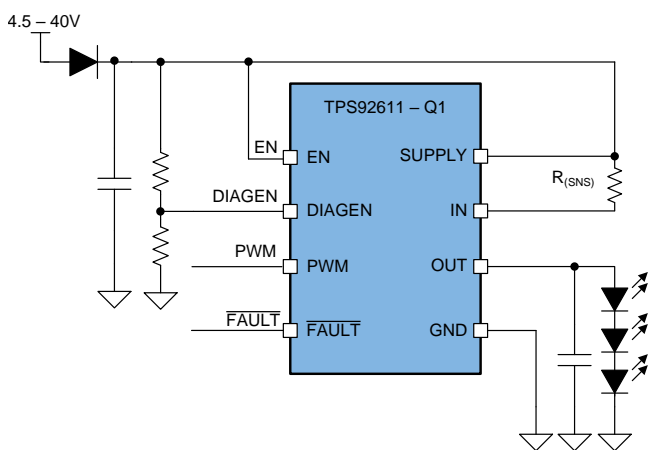 4.5 – 40V
TPS92611 – Q1
EN
EN
SUPPLY
R(SNS)
DIAGEN
DIAGEN
IN
PWM
PWM
OUT
FAULT
FAULT
GND